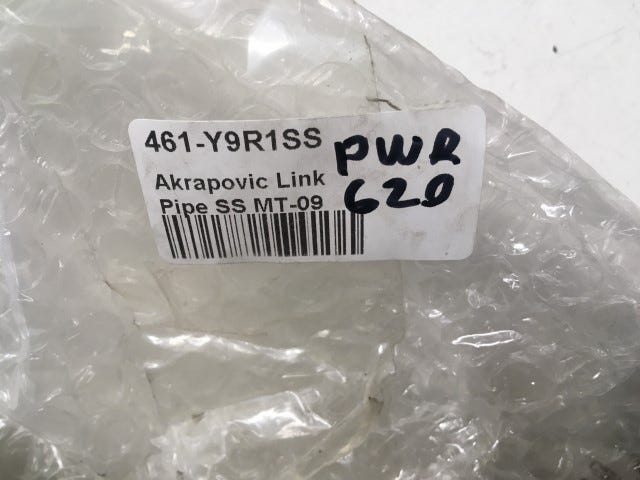 461-Y9R1SS
Akrapovic Link
Pipe SS MT-09
PWR
620